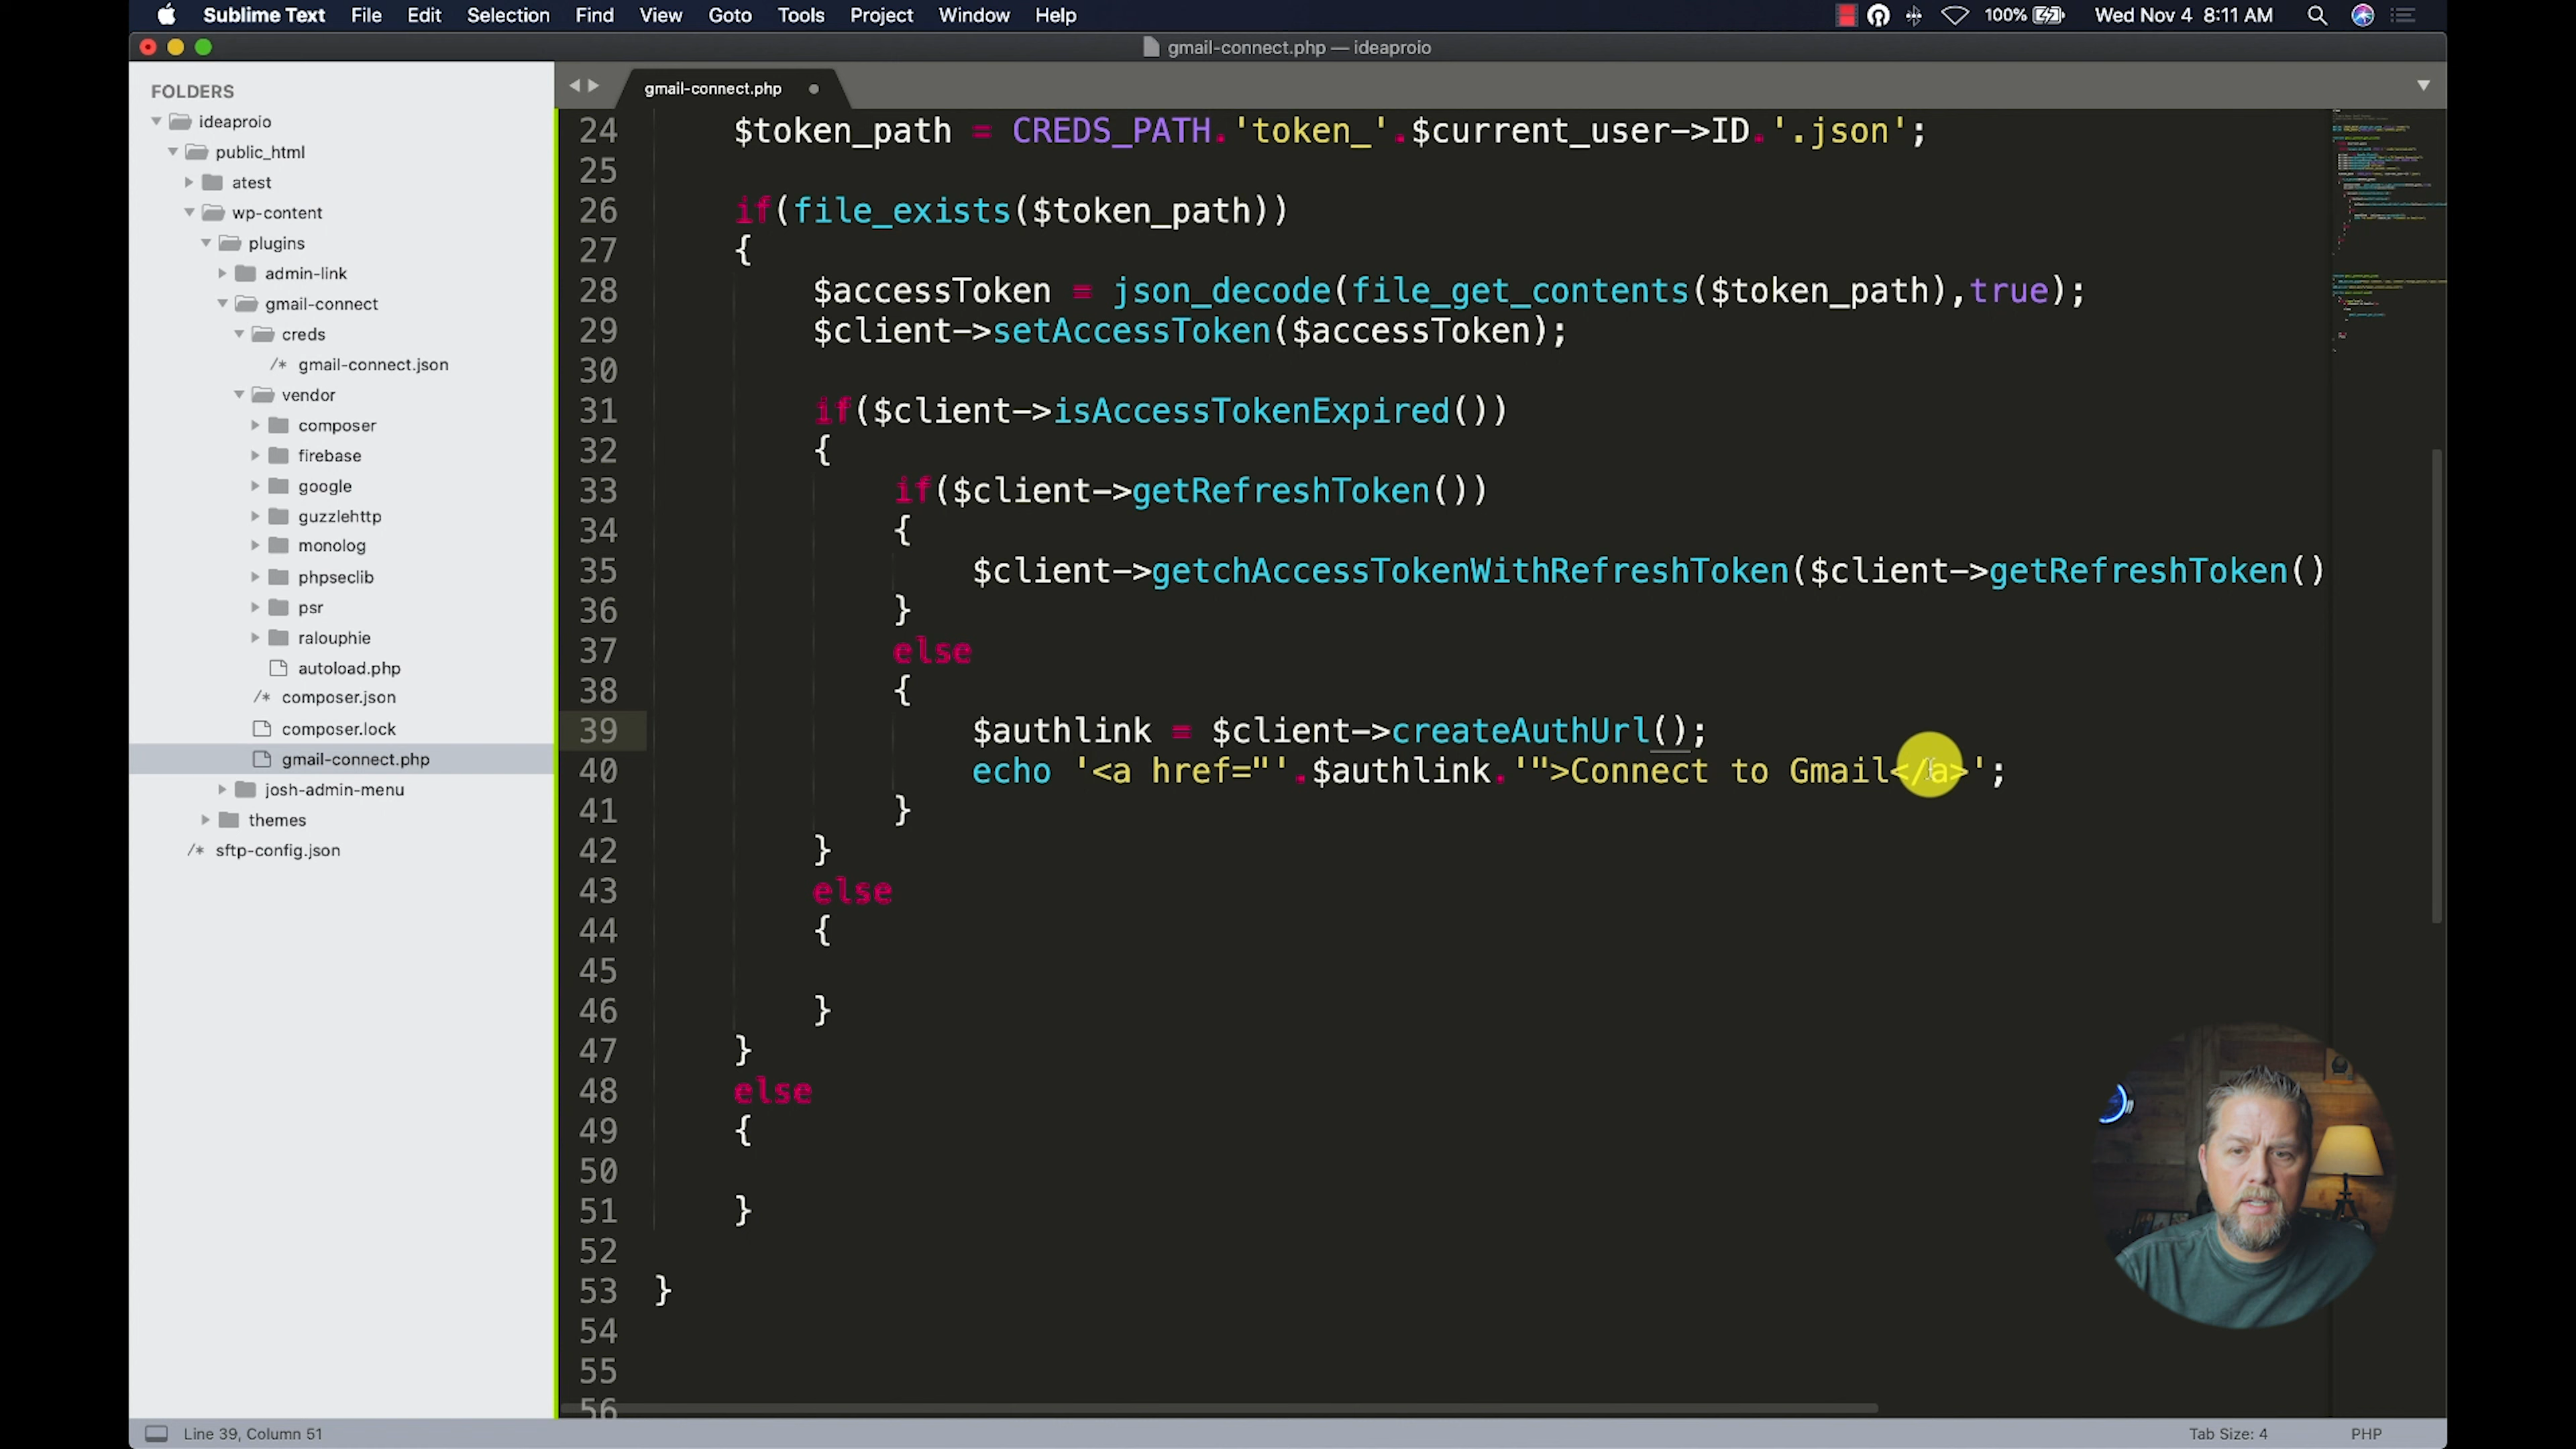 Sublime Text File Edit Selection Find View Goto Tools Project Window Help 100% Wed Nov 4 8:11 AM
gmail-connect.php — ideaproio
FOLDERS
ideaproio
public_html
atest
wp-content
plugins
admin-link
gmail-connect
creds
/* gmail-connect.json
vendor
composer
firebase
google
guzzlehttp
monolog
phpseclib
psr
ralouphie
autoload.php
/* composer.json
composer.lock
gmail-connect.php
josh-admin-menu
themes
/* sftp-config.json
gmail-connect.php
24 $token_path = CREDS_PATH.'token_'.$current_user->ID.'.json';
25
26 if(file_exists($token_path))
27 {
28 $accessToken = json_decode(file_get_contents($token_path),true);
29 $client->setAccessToken($accessToken);
30
31 if($client->isAccessTokenExpired())
32 {
33 if($client->getRefreshToken())
34 {
35 $client->getchAccessTokenWithRefreshToken($client->getRefreshToken()
36 }
37 else
38 {
39 $authlink = $client->createAuthUrl();
40 echo '<a href="'.$authlink.'">Connect to Gmail</a>';
41 }
42 }
43 else
44 {
45
46 }
47 }
48 else
49 {
50
51 }
52
53 }
54
55
56
Line 39, Column 51 Tab Size: 4 PHP